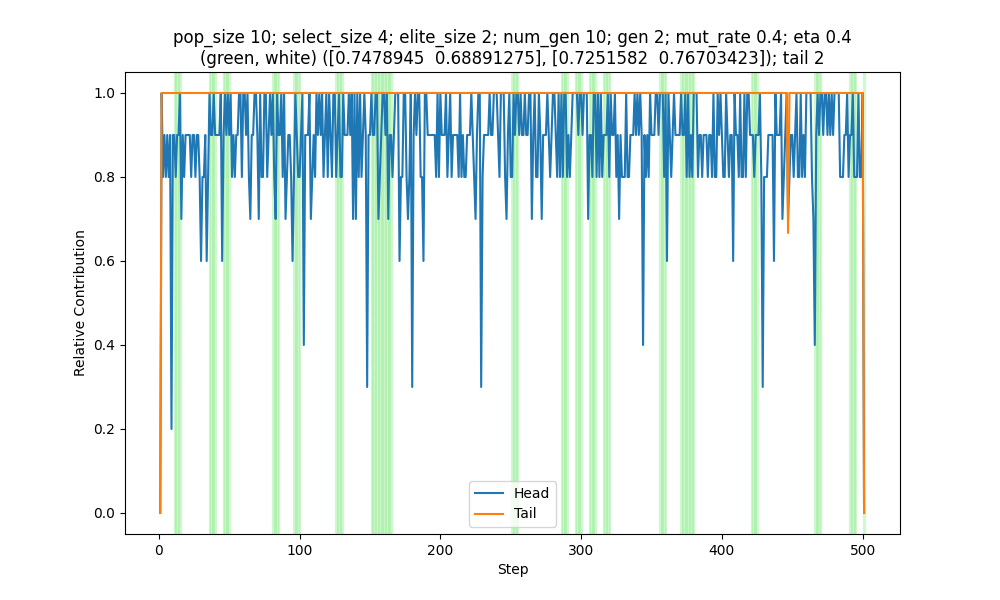 pop_size 10; select_size 4; elite_size 2; num_gen 10; gen 2; mut_rate 0.4; eta 0.4
(green, white) ([0.7478945  0.68891275], [0.7251582  0.76703423]); tail 2
1.0
0.8
0.6
0.4
0.2
0.0
Relative Contribution
Head
Tail
0
100
200
300
400
500
Step